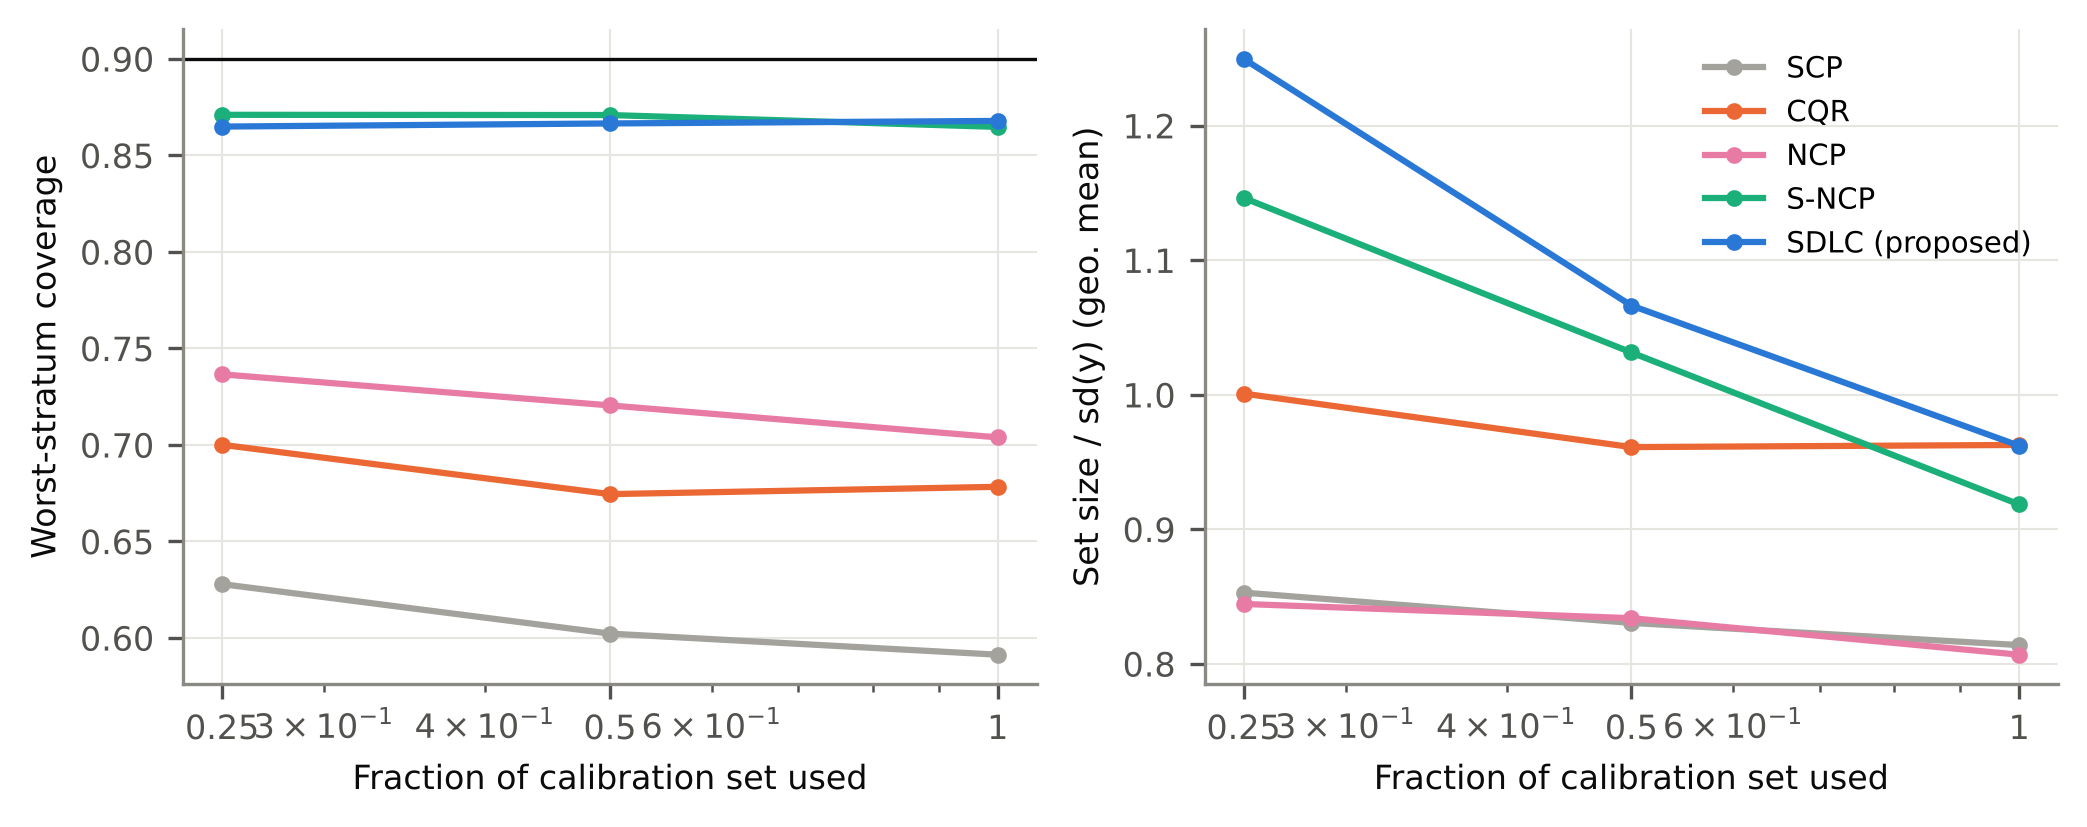 Worst-stratum coverage
0.90
0.85
0.80
0.75
0.70
0.65
0.60
0.25
3 × 10⁻¹
4 × 10⁻¹
0.5
6 × 10⁻¹
1
Fraction of calibration set used
Set size / sd(y) (geo. mean)
1.2
1.1
1.0
0.9
0.8
0.25
3 × 10⁻¹
4 × 10⁻¹
0.5
6 × 10⁻¹
1
Fraction of calibration set used
SCP
CQR
NCP
S-NCP
SDLC (proposed)